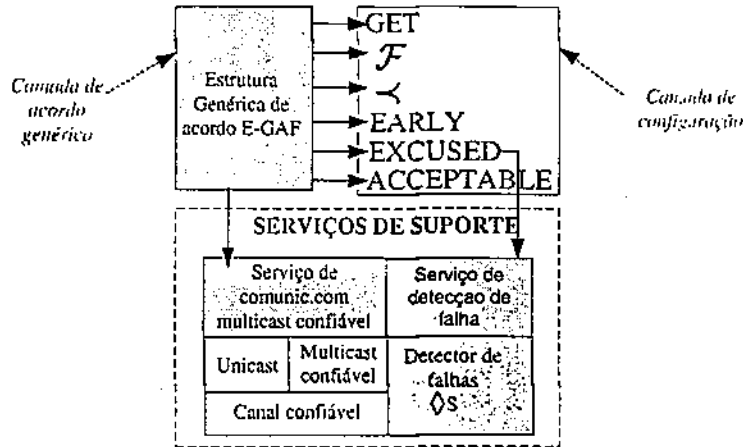 GET
ℱ
≺
EARLY
EXCUSED
ACCEPTABLE
Camada de
acordo
genérico
Estrutura
Genérica de
acordo E-GAF
Camada de
configuração
SERVIÇOS DE SUPORTE
Serviço de
comunic.com
multicast confiável
Serviço de
detecção de
falha
Unicast
Multicast
confiável
Detector de
falhas
◊S
Canal confiável